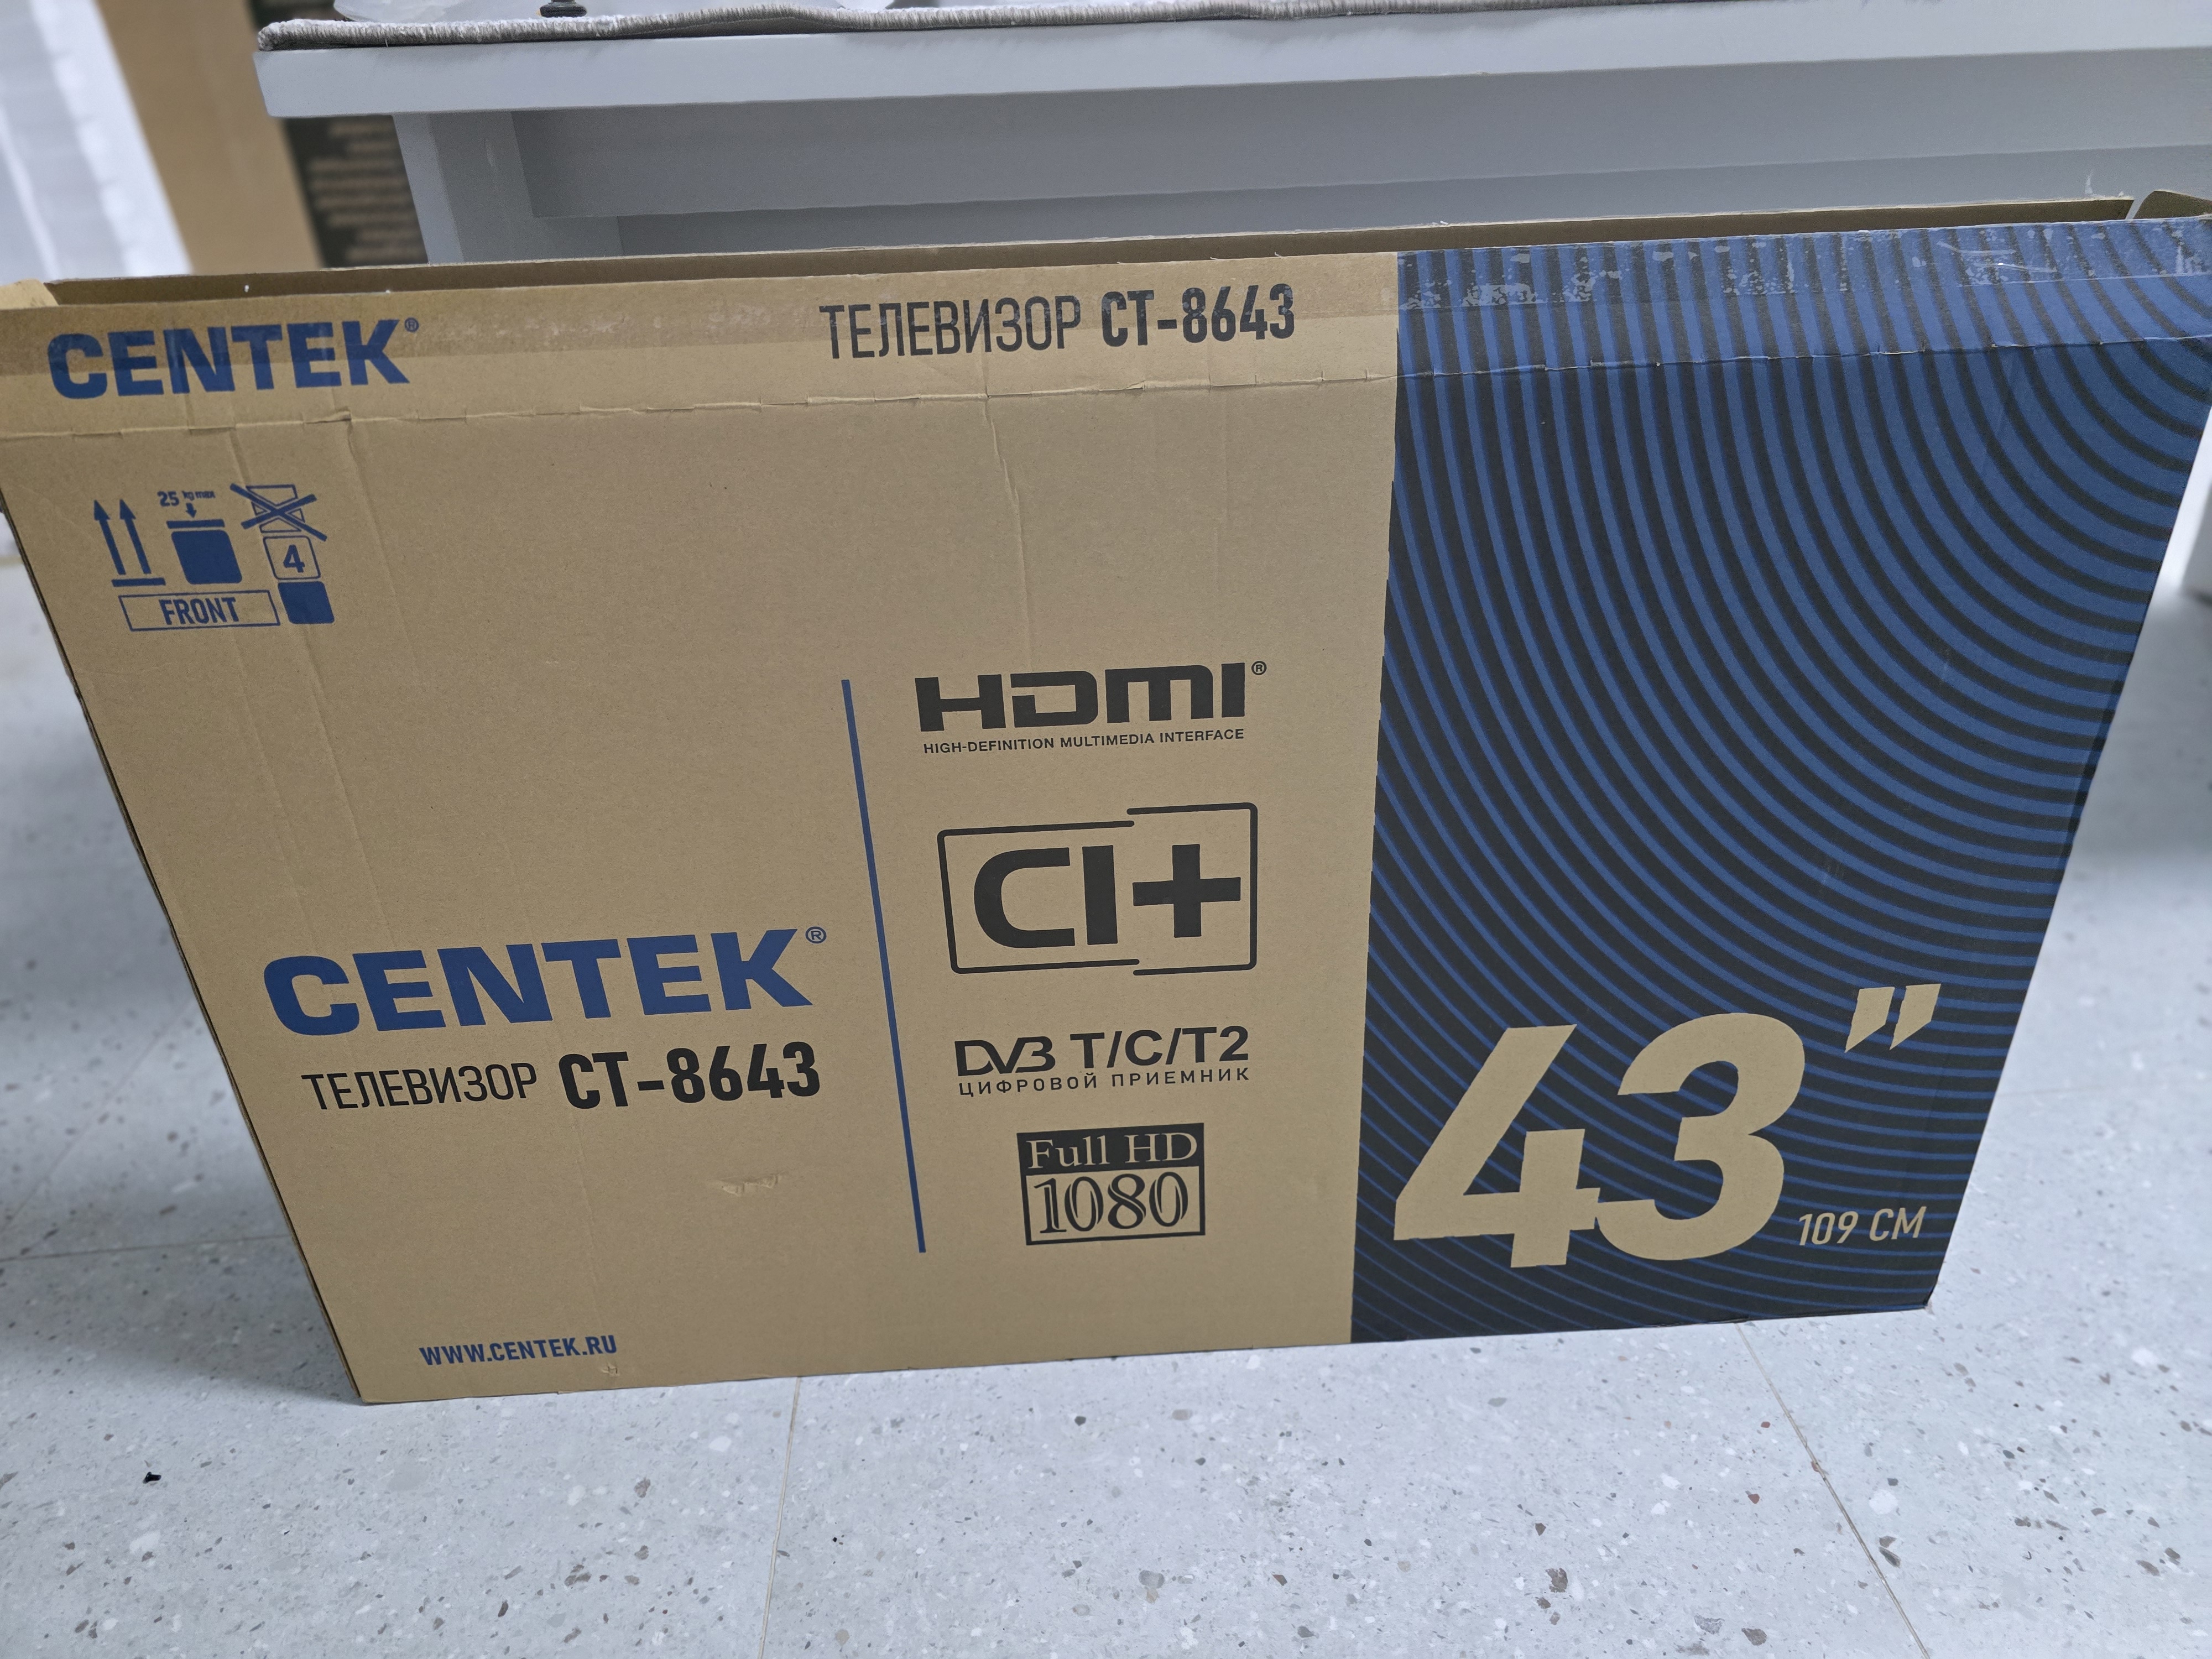 CENTEK®
ТЕЛЕВИЗОР CT-8643
25 kg max
4
FRONT
HDMI®
HIGH-DEFINITION MULTIMEDIA INTERFACE
CI+
CENTEK®
ТЕЛЕВИЗОР CT-8643
DVB T/C/T2
ЦИФРОВОЙ ПРИЕМНИК
Full HD
1080
43”
109 СМ
WWW.CENTEK.RU